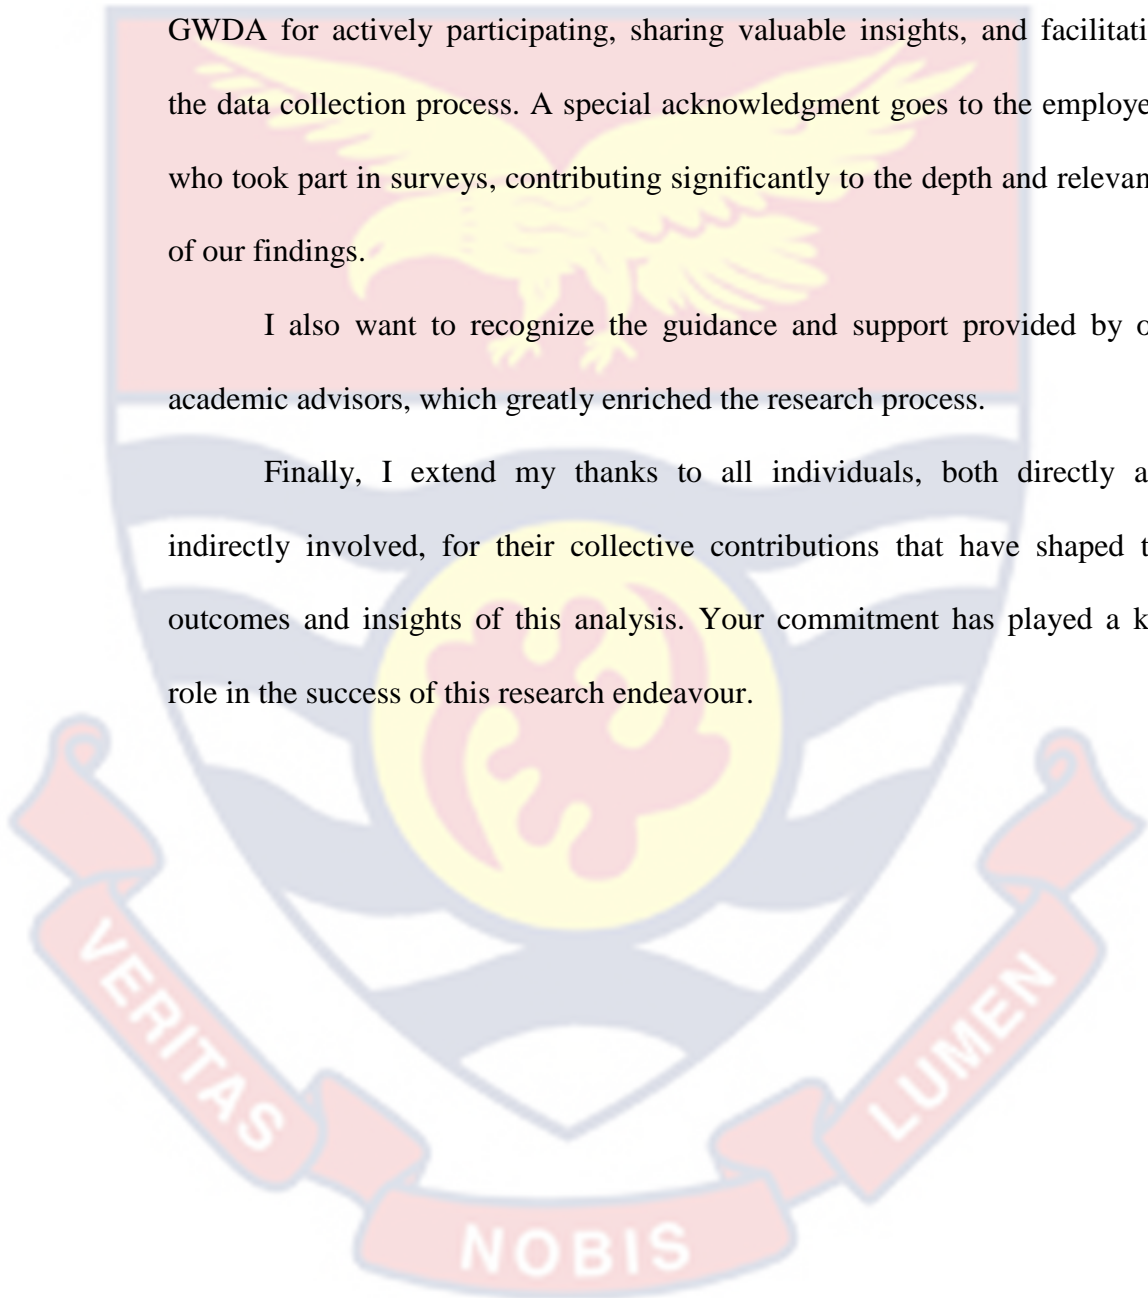 GWDA for actively participating, sharing valuable insights, and facilitati
the data collection process. A special acknowledgment goes to the employe
who took part in surveys, contributing significantly to the depth and relevan
of our findings.
I also want to recognize the guidance and support provided by o
academic advisors, which greatly enriched the research process.
Finally, I extend my thanks to all individuals, both directly a
indirectly involved, for their collective contributions that have shaped t
outcomes and insights of this analysis. Your commitment has played a k
role in the success of this research endeavour.
VERITAS
NOBIS
LUMEN